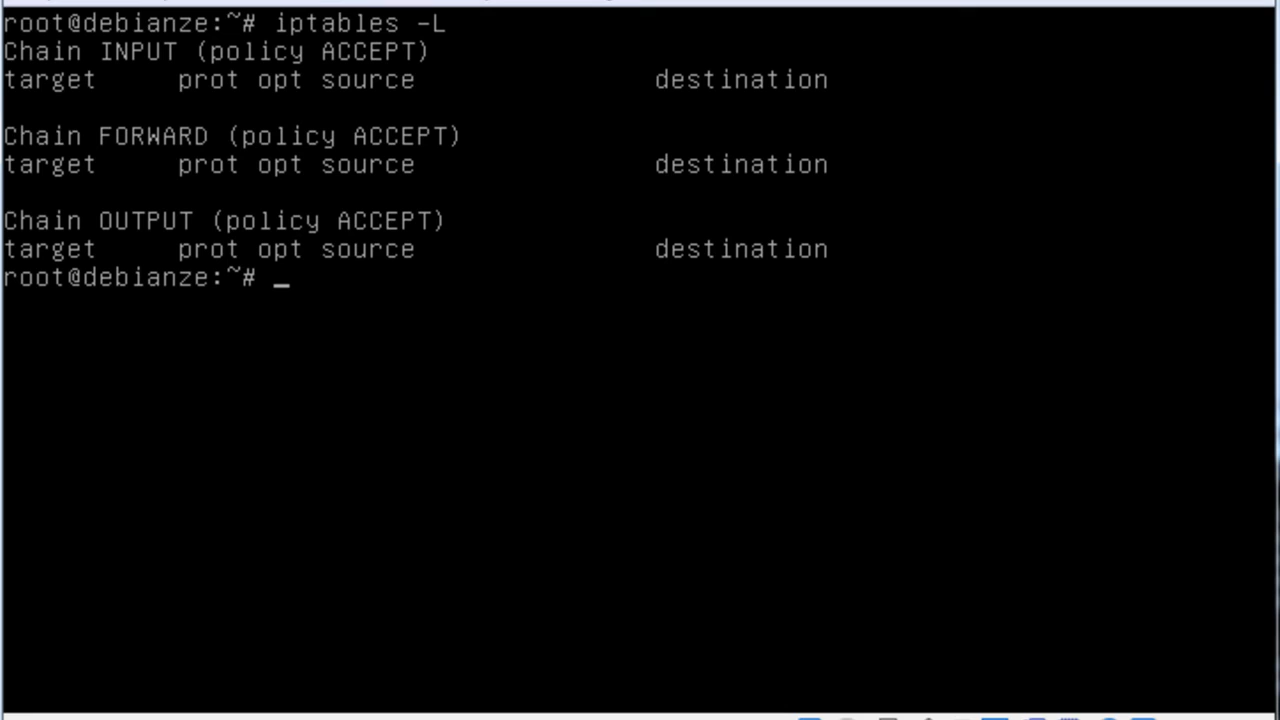 root@debianze:~# iptables -L
Chain INPUT (policy ACCEPT)
target     prot opt source               destination

Chain FORWARD (policy ACCEPT)
target     prot opt source               destination

Chain OUTPUT (policy ACCEPT)
target     prot opt source               destination
root@debianze:~# _